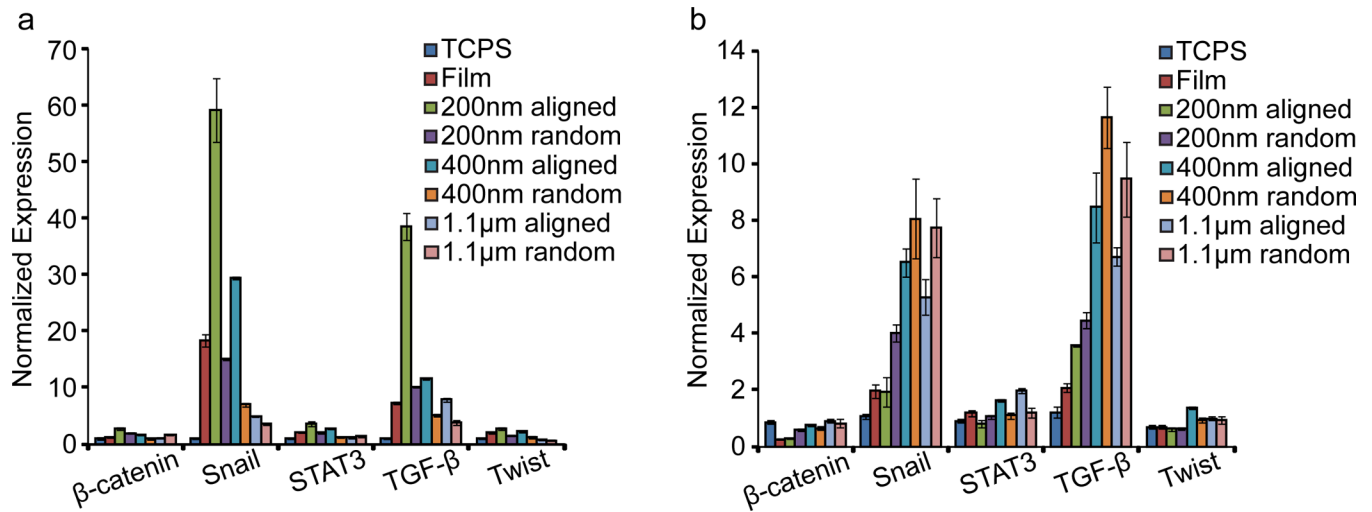 a
70
60
50
40
30
20
10
0
Normalized Expression
TCPS
Film
200nm aligned
200nm random
400nm aligned
400nm random
1.1µm aligned
1.1µm random
β-catenin
Snail
STAT3
TGF-β
Twist
b
14
12
10
8
6
4
2
0
Normalized Expression
TCPS
Film
200nm aligned
200nm random
400nm aligned
400nm random
1.1µm aligned
1.1µm random
β-catenin
Snail
STAT3
TGF-β
Twist